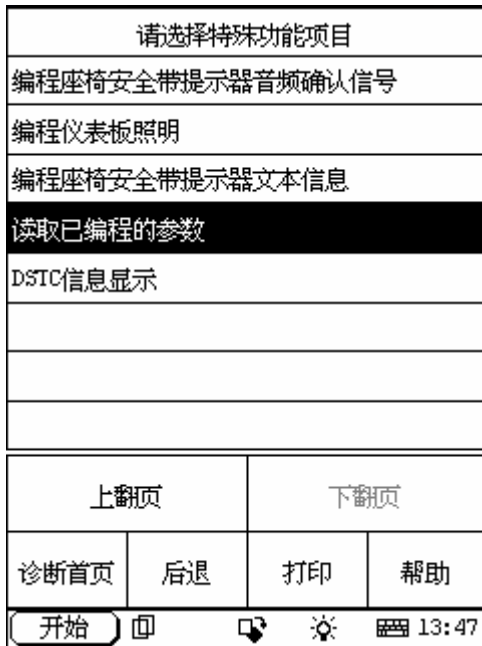 请选择特殊功能项目
编程座椅安全带提示器音频确认信号
编程仪表板照明
编程座椅安全带提示器文本信息
读取已编程的参数
DSTC信息显示
上翻页 下翻页
诊断首页 后退 打印 帮助
开始 13:47